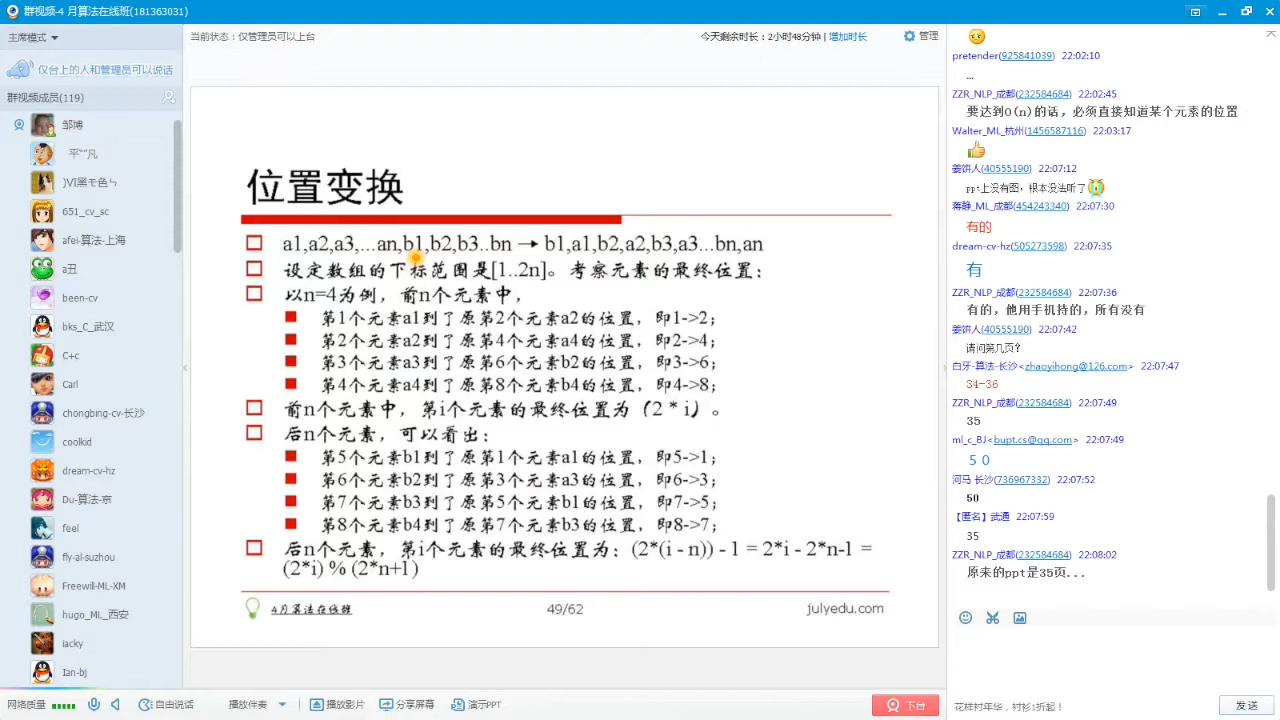 群视频-4 月算法在线班(181363031)
主席模式
仅台上的人和管理员可以说话
群视频成员(119)
邹博
平°"凡
)VI黑モ色ㄣ
651_cv_sc
afei-算法-上海
a丑
been-cv
bks_C_武汉
C+c
Carl
chongbing-cv-长沙
cookid
dream-cv-hz
Du-算法-京
feel
fly-al-suzhou
Freewill-ML-XM
hugo_ML_西安
iacky
Ian-bj
当前状态：仅管理员可以上台
今天剩余时长：2小时48分钟 | 增加时长
管理
位置变换
a1,a2,a3,...an,b1,b2,b3..bn → b1,a1,b2,a2,b3,a3...bn,an
设定数组的下标范围是[1..2n]。考察元素的最终位置：
以n=4为例，前n个元素中，
第1个元素a1到了原第2个元素a2的位置，即1->2；
第2个元素a2到了原第4个元素a4的位置，即2->4；
第3个元素a3到了原第6个元素b2的位置，即3->6；
第4个元素a4到了原第8个元素b4的位置，即4->8；
前n个元素中，第i个元素的最终位置为（2 * i）。
后n个元素，可以看出：
第5个元素b1到了原第1个元素a1的位置，即5->1；
第6个元素b2到了原第3个元素a3的位置，即6->3；
第7个元素b3到了原第5个元素b1的位置，即7->5；
第8个元素b4到了原第7个元素b3的位置，即8->7；
后n个元素，第i个元素的最终位置为：(2*(i - n)) - 1 = 2*i - 2*n-1 =
(2*i) % (2*n+1)
4月算法在线班
49/62
julyedu.com
pretender(925841039) 22:02:10
...
ZZR_NLP_成都(232584684) 22:02:45
要达到O(n)的话，必须直接知道某个元素的位置
Walter_ML_杭州(1456587116) 22:03:17
姜饼人(40555190) 22:07:12
ppt上没有图，根本没法听了
蒋静_ML_成都(454243340) 22:07:30
有的
dream-cv-hz(505273598) 22:07:35
有
ZZR_NLP_成都(232584684) 22:07:36
有的，他用手机持的，所有没有
姜饼人(40555190) 22:07:42
请问第几页？
白牙-算法-长沙<zhaoyihong@126.com> 22:07:47
34-36
ZZR_NLP_成都(232584684) 22:07:49
35
ml_c_BJ<bupt.cs@qq.com> 22:07:49
５０
河马 长沙(736967332) 22:07:52
50
【匿名】武通 22:07:59
35
ZZR_NLP_成都(232584684) 22:08:02
原来的ppt是35页...
网络质量
自由说话
播放伴奏
播放影片
分享屏幕
演示PPT
下台
花样衬年华，衬衫1折起！
发送